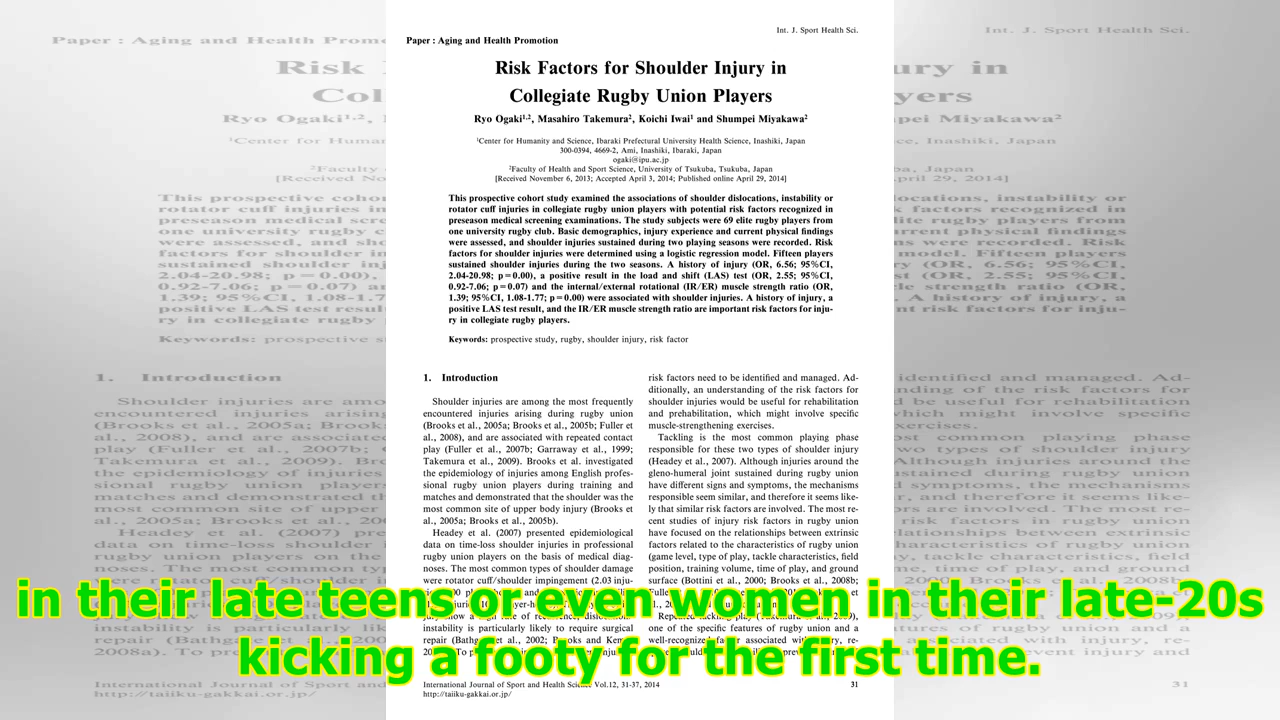 Int. J. Sport Health Sci.
Paper : Aging and Health Promotion
Risk Factors for Shoulder Injury in
Collegiate Rugby Union Players
Ryo Ogaki1,2, Masahiro Takemura2, Koichi Iwai1 and Shumpei Miyakawa2
1Center for Humanity and Science, Ibaraki Prefectural University Health Science, Inashiki, Japan
300-0394, 4669-2, Ami, Inashiki, Ibaraki, Japan
ogaki@ipu.ac.jp
2Faculty of Health and Sport Science, University of Tsukuba, Tsukuba, Japan
[Received November 6, 2013; Accepted April 3, 2014; Published online April 29, 2014]
This prospective cohort study examined the associations of shoulder dislocations, instability or
rotator cuff injuries in collegiate rugby union players with potential risk factors recognized in
preseason medical screening examinations. The study subjects were 69 elite rugby players from
one university rugby club. Basic demographics, injury experience and current physical findings
were assessed, and shoulder injuries sustained during two playing seasons were recorded. Risk
factors for shoulder injuries were determined using a logistic regression model. Fifteen players
sustained shoulder injuries during the two seasons. A history of injury (OR, 6.56; 95%CI,
2.04-20.98; p=0.00), a positive result in the load and shift (LAS) test (OR, 2.55; 95%CI,
0.92-7.06; p=0.07) and the internal/external rotational (IR/ER) muscle strength ratio (OR,
1.39; 95%CI, 1.08-1.77; p=0.00) were associated with shoulder injuries. A history of injury, a
positive LAS test result, and the IR/ER muscle strength ratio are important risk factors for inju-
ry in collegiate rugby players.
Keywords: prospective study, rugby, shoulder injury, risk factor
1. Introduction
Shoulder injuries are among the most frequently
encountered injuries arising during rugby union
(Brooks et al., 2005a; Brooks et al., 2005b; Fuller et
al., 2008), and are associated with repeated contact
play (Fuller et al., 2007b; Garraway et al., 1999;
Takemura et al., 2009). Brooks et al. investigated
the epidemiology of injuries among English profes-
sional rugby union players during training and
matches and demonstrated that the shoulder was the
most common site of upper body injury (Brooks et
al., 2005a; Brooks et al., 2005b).
Headey et al. (2007) presented epidemiological
data on time-loss shoulder injuries in professional
rugby union players on the basis of medical diag-
noses. The most common types of shoulder damage
were rotator cuff/shoulder impingement (2.03 inju-
risk factors need to be identified and managed. Ad-
ditionally, an understanding of the risk factors for
shoulder injuries would be useful for rehabilitation
and prehabilitation, which might involve specific
muscle-strengthening exercises.
Tackling is the most common playing phase
responsible for these two types of shoulder injury
(Headey et al., 2007). Although injuries around the
gleno-humeral joint sustained during rugby union
have different signs and symptoms, the mechanisms
responsible seem similar, and therefore it seems like-
ly that similar risk factors are involved. The most re-
cent studies of injury risk factors in rugby union
have focused on the relationships between extrinsic
factors related to the characteristics of rugby union
(game level, type of play, tackle characteristics, field
position, training volume, time of play, and ground
surface (Bottini et al., 2000; Brooks et al., 2008b;
in their late teens or even women in their late-20s
kicking a footy for the first time.
instability is particularly likely to require surgical
one of the specific features of rugby union and a
International Journal of Sport and Health Science Vol.12, 31-37, 2014
http://taiiku-gakkai.or.jp/
31